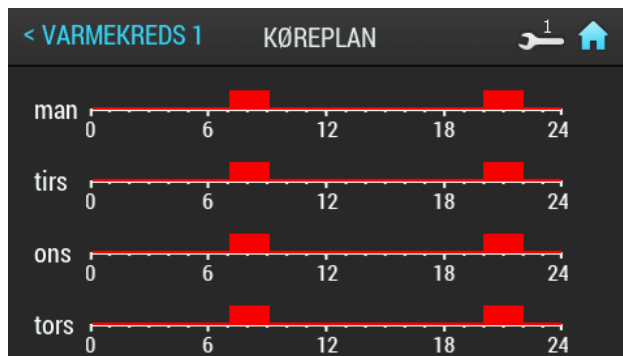 < VARMEKREDS 1 KØREPLAN 1
man
0 6 12 18 24
tirs
0 6 12 18 24
ons
0 6 12 18 24
tors
0 6 12 18 24